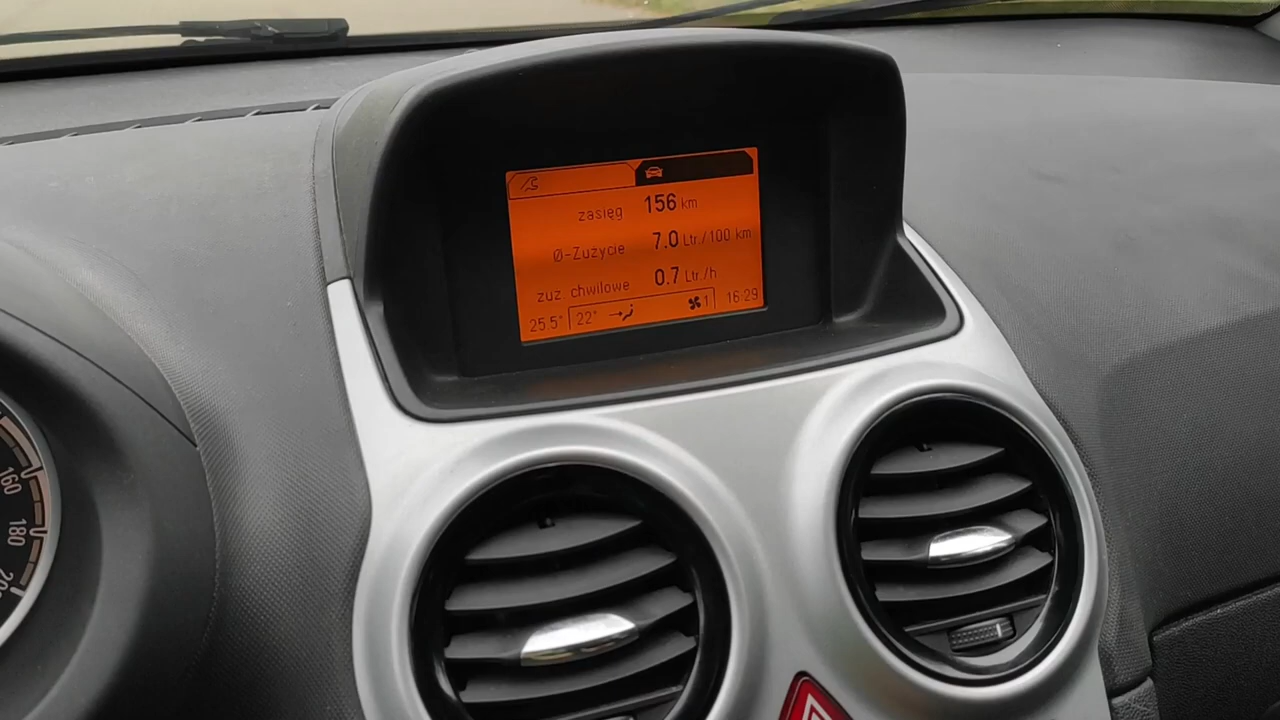 zasięg 156 km
Ø-Zużycie 7.0 Ltr./100 km
zuż. chwilowe 0.7 Ltr./h
25.5° 22° 1 16:29
160
180